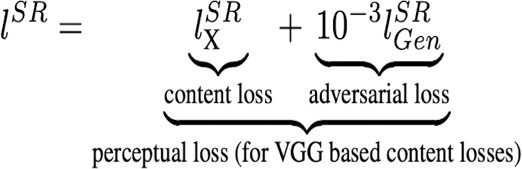 l^{SR} = l_X^{SR} + 10^{-3} l_{Gen}^{SR}
content loss adversarial loss
perceptual loss (for VGG based content losses)